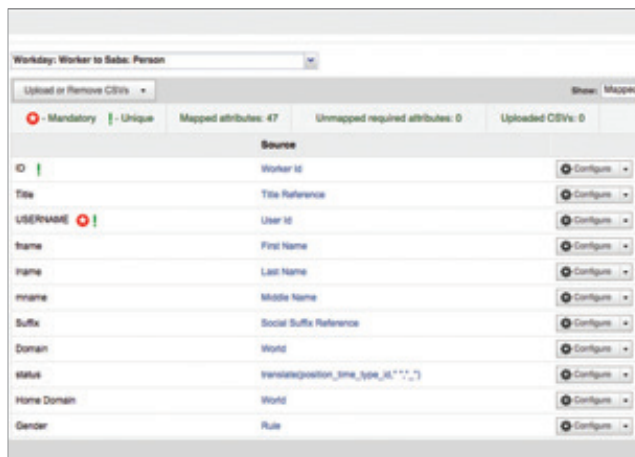 Workday: Worker to Saba: Person
Upload or Remove CSVs
Show: Mapped
- Mandatory ! - Unique Mapped attributes: 47 Unmapped required attributes: 0 Uploaded CSVs: 0
Source
ID ! Worker Id Configure
Title Title Reference Configure
USERNAME ! User Id Configure
fname First Name Configure
lname Last Name Configure
mname Middle Name Configure
Suffix Social Suffix Reference Configure
Domain World Configure
status translate(position_time_type_id," ","_") Configure
Home Domain World Configure
Gender Rule Configure